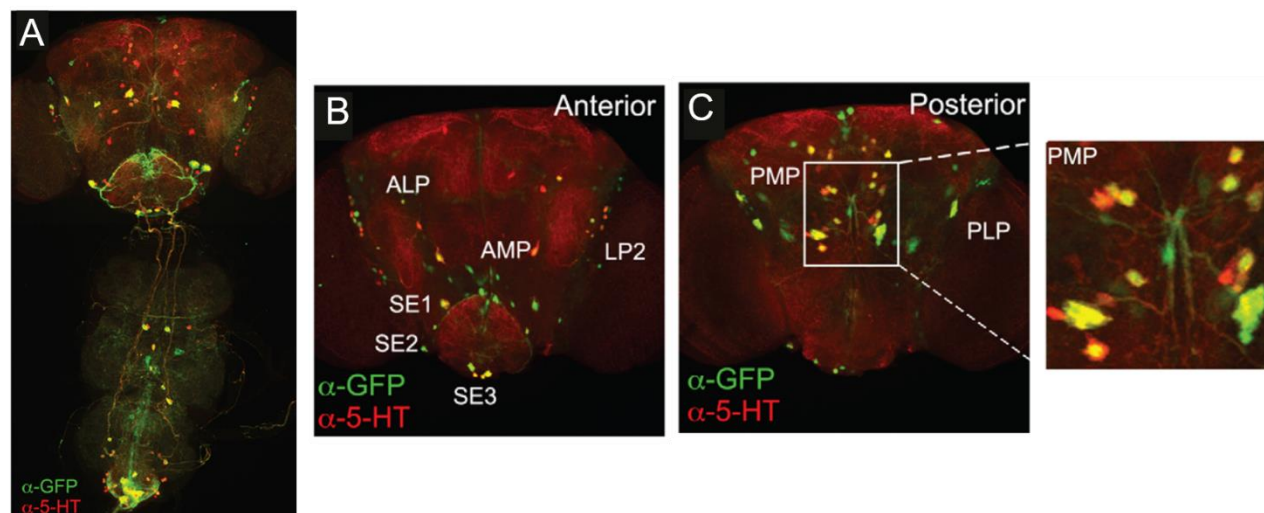 A
α-GFP
α-5-HT
B
Anterior
ALP
AMP
LP2
SE1
SE2
SE3
α-GFP
α-5-HT
C
Posterior
PMP
PLP
α-GFP
α-5-HT
PMP